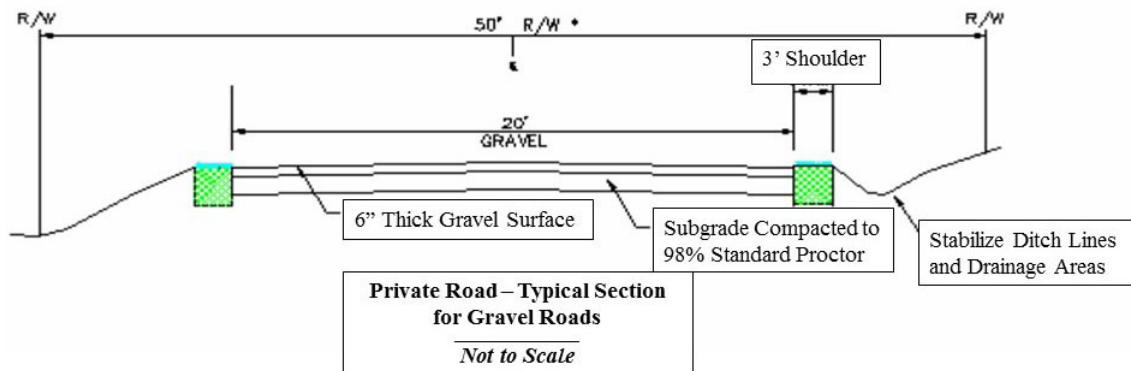 R/W
50' R/W *
R/W
3’ Shoulder
20'
GRAVEL
6” Thick Gravel Surface
Subgrade Compacted to
98% Standard Proctor
Stabilize Ditch Lines
and Drainage Areas
Private Road – Typical Section
for Gravel Roads
Not to Scale